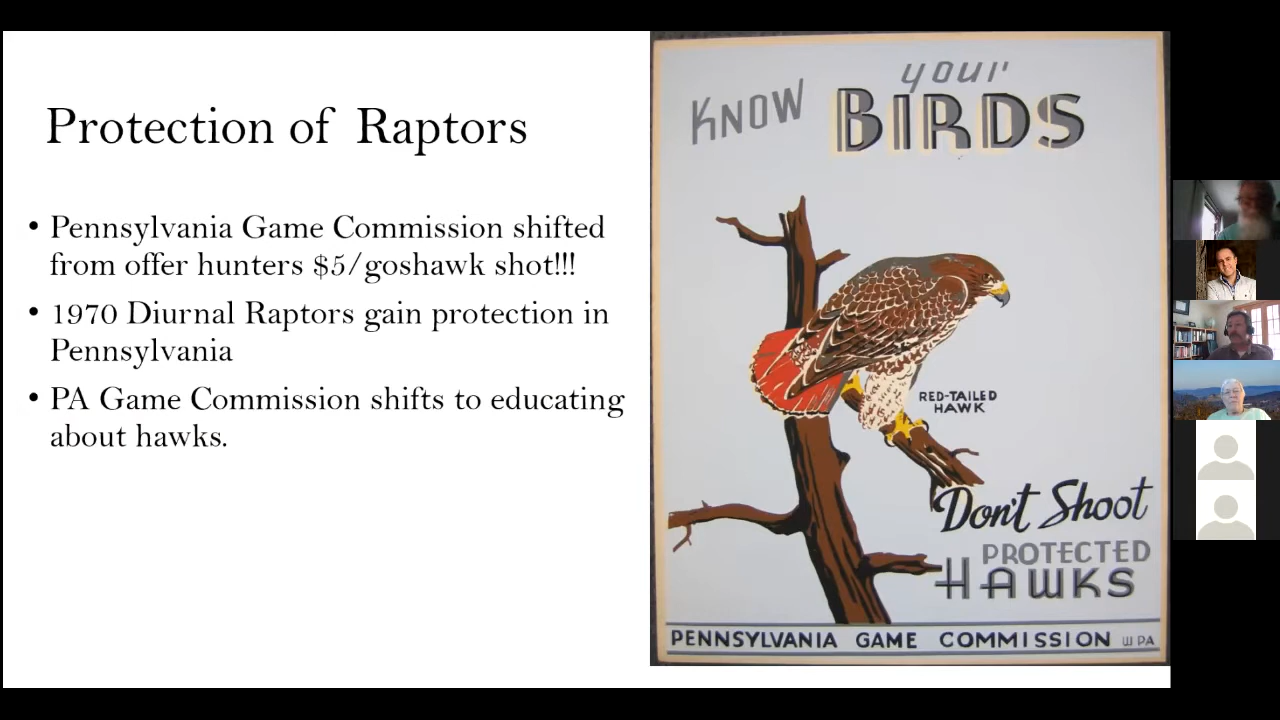 Protection of Raptors
• Pennsylvania Game Commission shifted
from offer hunters $5/goshawk shot!!!
• 1970 Diurnal Raptors gain protection in
Pennsylvania
• PA Game Commission shifts to educating
about hawks.
KNOW your
BIRDS
RED-TAILED
HAWK
Don't Shoot
PROTECTED
HAWKS
PENNSYLVANIA GAME COMMISSION WPA